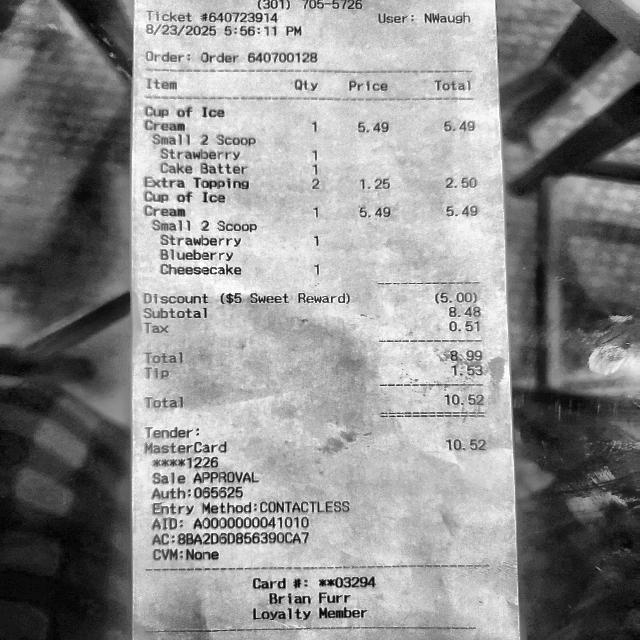 (301) 705-5726
Ticket #640723914 User: NWaugh
8/23/2025 5:56:11 PM
Order: Order 640700128
Item Qty Price Total
Cup of Ice
Cream 1 5.49 5.49
Small 2 Scoop
Strawberry 1
Cake Batter 1
Extra Topping 2 1.25 2.50
Cup of Ice
Cream 1 5.49 5.49
Small 2 Scoop
Strawberry 1
Blueberry
Cheesecake 1
Discount ($5 Sweet Reward) (5.00)
Subtotal 8.48
Tax 0.51
Total 8.99
Tip 1.53
Total 10.52
Tender:
MasterCard 10.52
****1226
Sale APPROVAL
Auth:065625
Entry Method:CONTACTLESS
AID: A0000000041010
AC:8BA2D6D856390CA7
CVM:None
Card #: **03294
Brian Furr
Loyalty Member